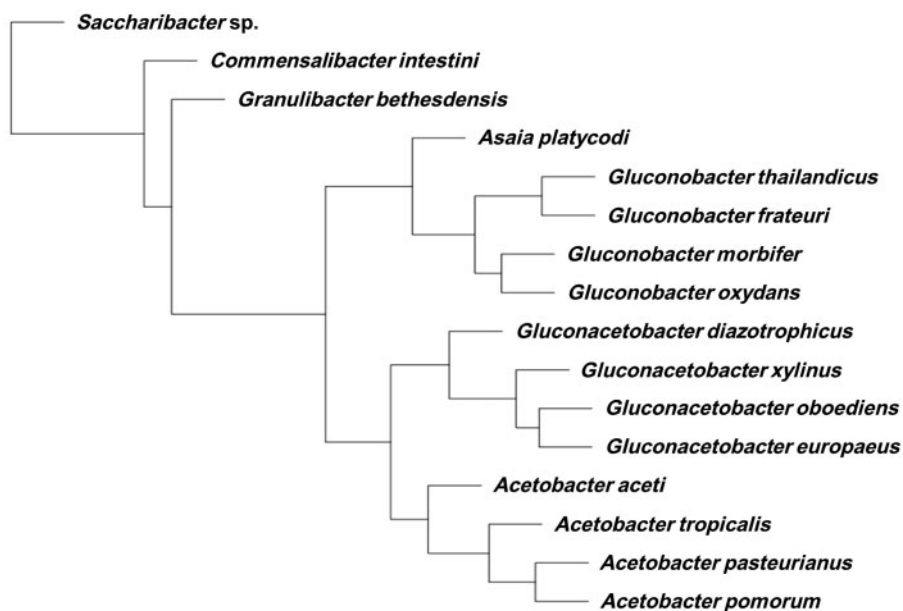 Saccharibacter sp.
Commensalibacter intestini
Granulibacter bethesdensis
Asaia platycodi
Gluconobacter thailandicus
Gluconobacter frateuri
Gluconobacter morbifer
Gluconobacter oxydans
Gluconacetobacter diazotrophicus
Gluconacetobacter xylinus
Gluconacetobacter oboediens
Gluconacetobacter europaeus
Acetobacter aceti
Acetobacter tropicalis
Acetobacter pasteurianus
Acetobacter pomorum